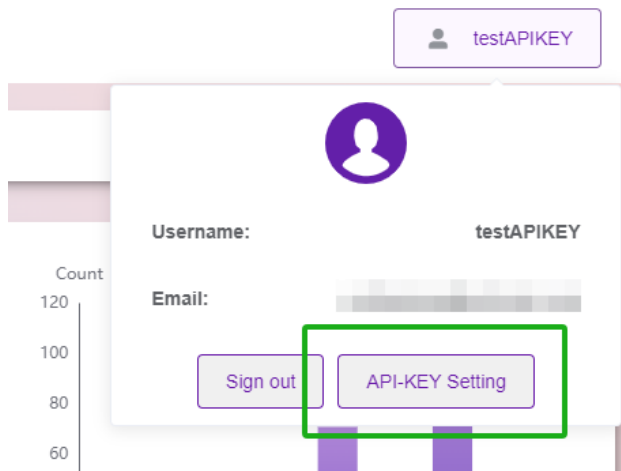 testAPIKEY
Username: testAPIKEY
Count
120
Email:
100
Sign out API-KEY Setting
80
60